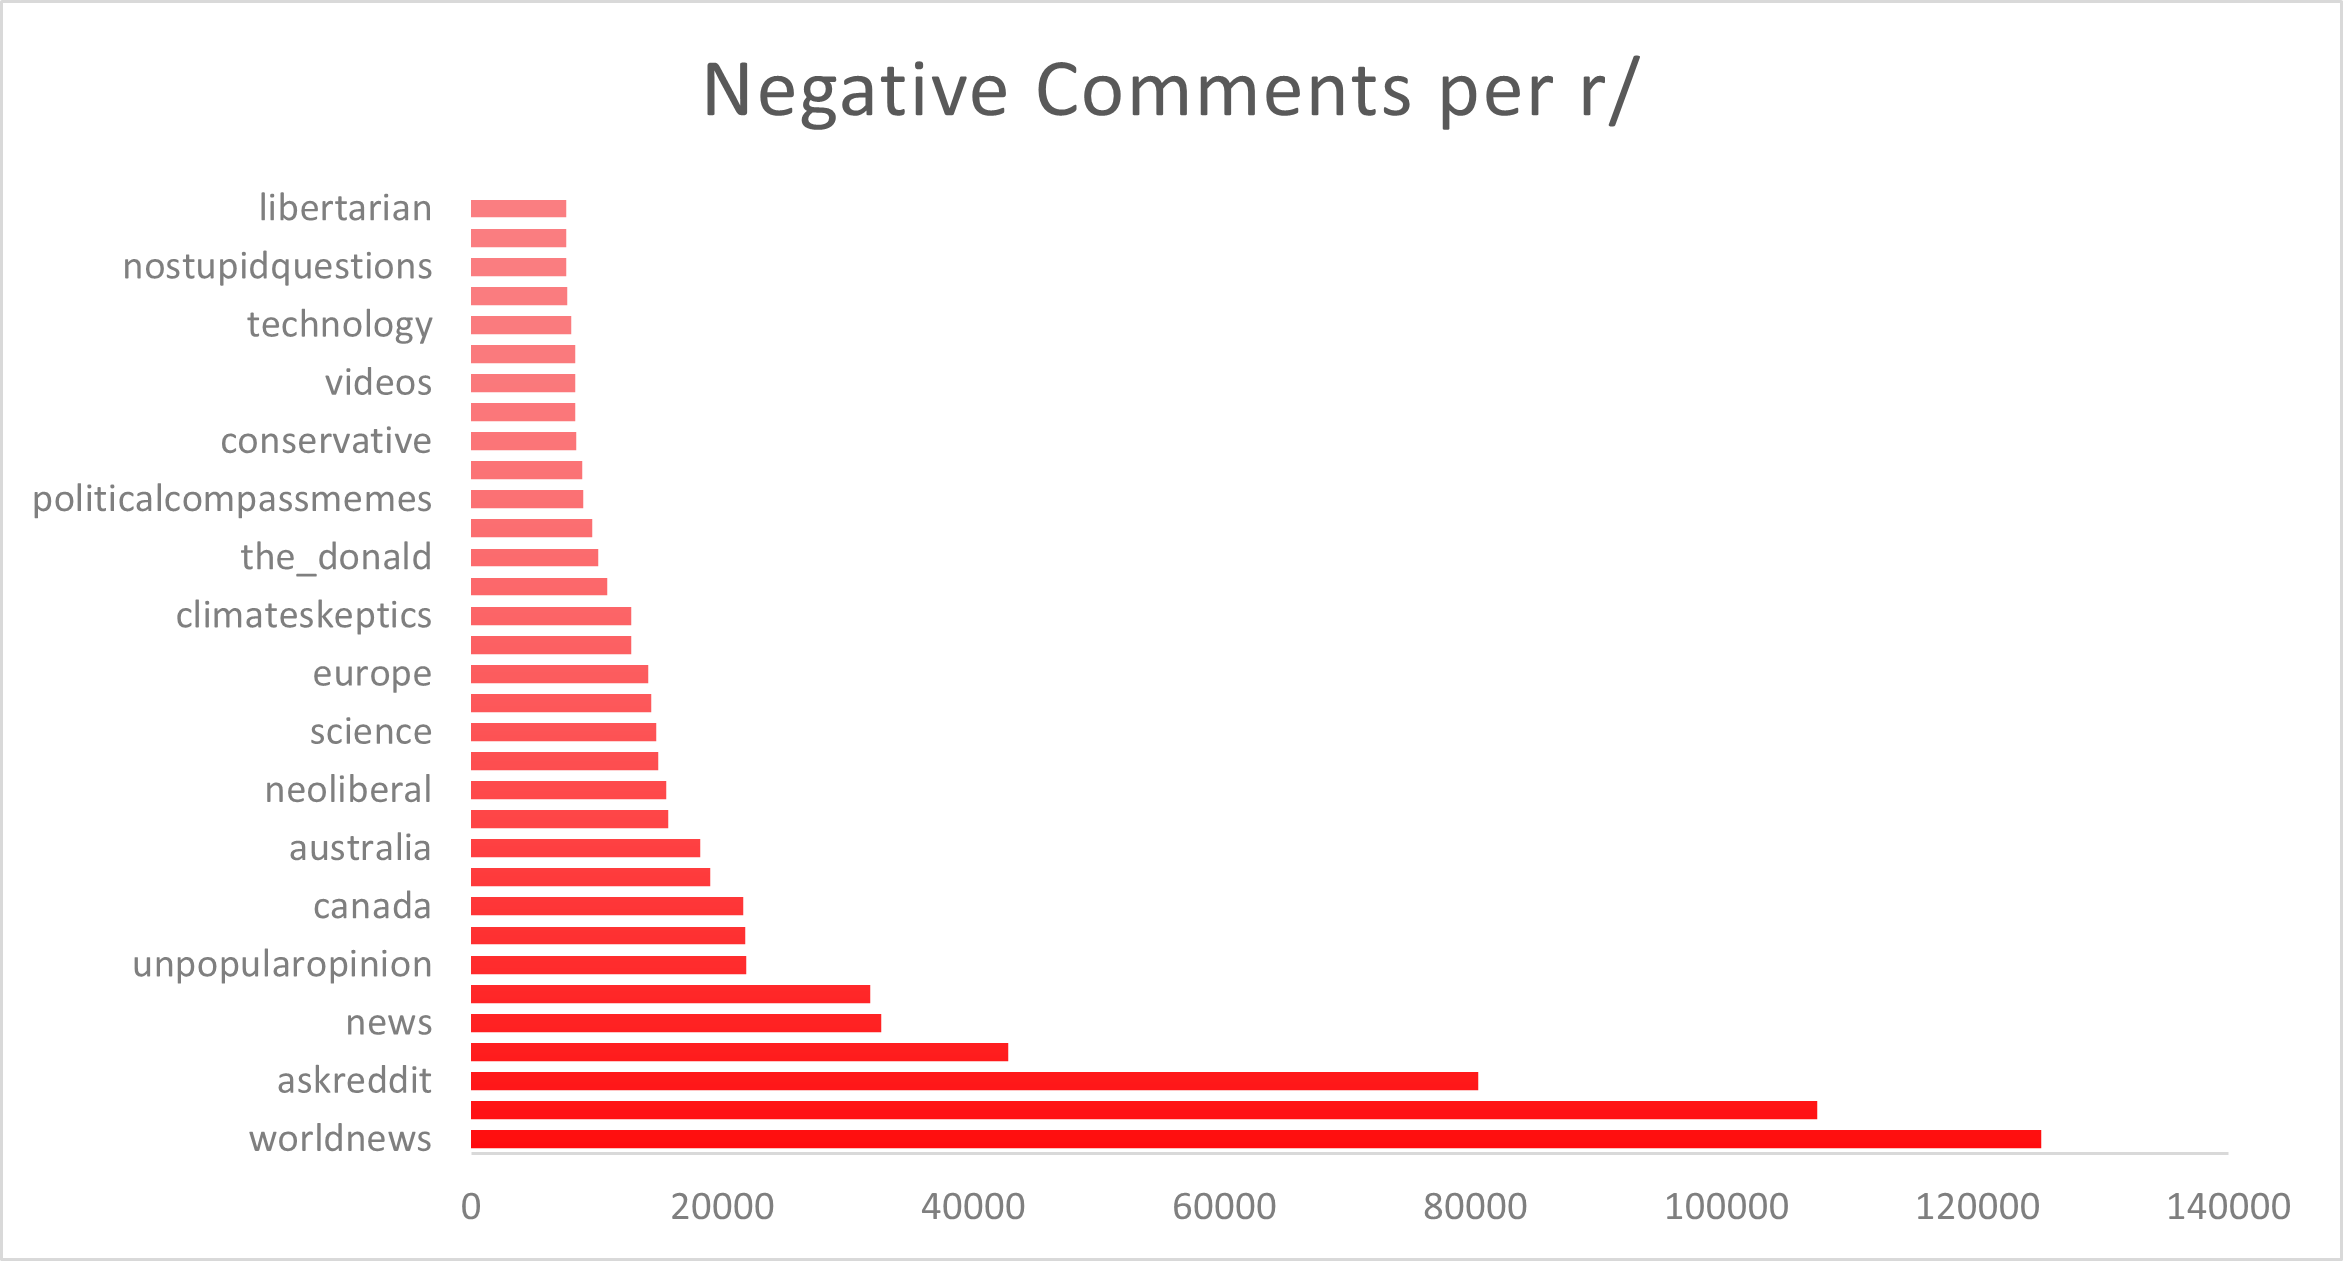 Negative Comments per r/
libertarian
nostupidquestions
technology
videos
conservative
politicalcompassmemes
the_donald
climateskeptics
europe
science
neoliberal
australia
canada
unpopularopinion
news
askreddit
worldnews
0 20000 40000 60000 80000 100000 120000 140000